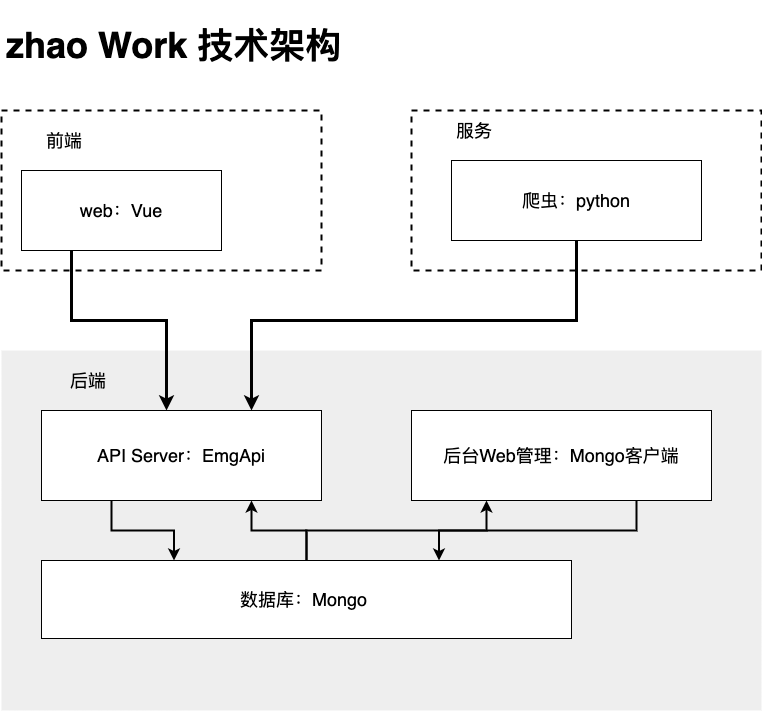 zhao Work 技术架构
前端
服务
web：Vue
爬虫：python
后端
API Server：EmgApi
后台Web管理：Mongo客户端
数据库：Mongo